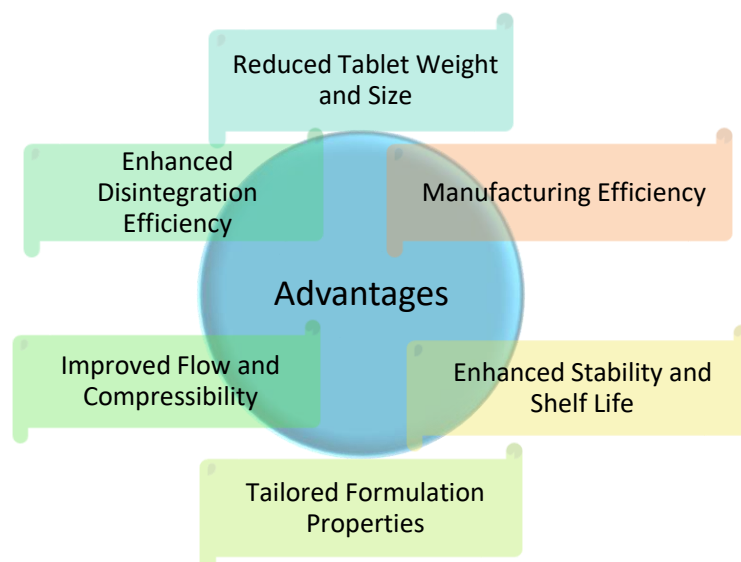 Reduced Tablet Weight
and Size
Enhanced
Disintegration
Efficiency
Manufacturing Efficiency
Advantages
Improved Flow and
Compressibility
Enhanced Stability and
Shelf Life
Tailored Formulation
Properties